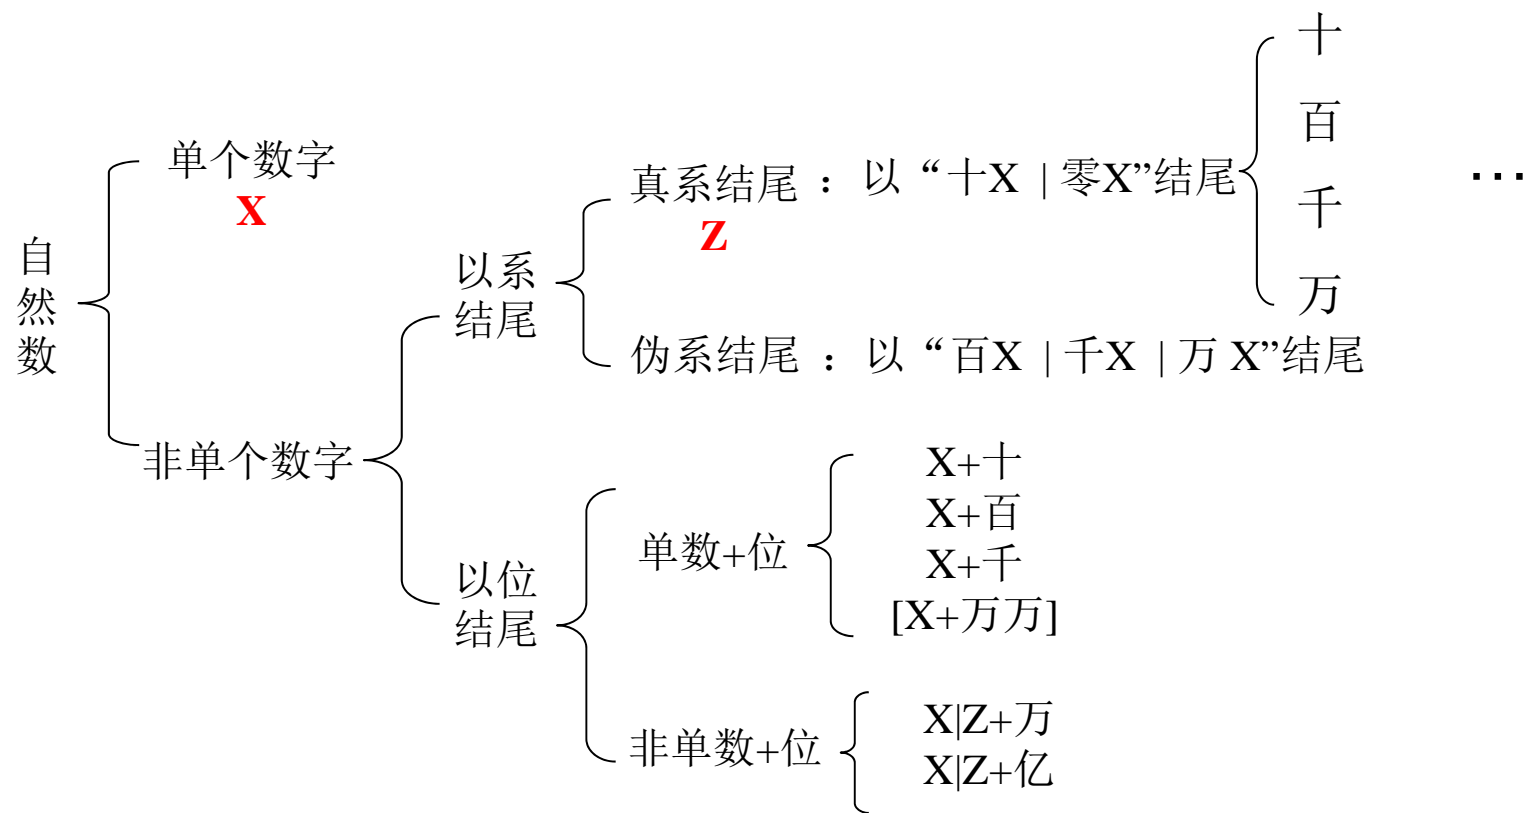 自然数
单个数字
X
非单个数字
以系
结尾
真系结尾 ：以“十X | 零X”结尾
Z
十
百
千
万
…
伪系结尾 ：以“百X | 千X | 万 X”结尾
以位
结尾
单数+位
X+十
X+百
X+千
[X+万万]
非单数+位
X|Z+万
X|Z+亿